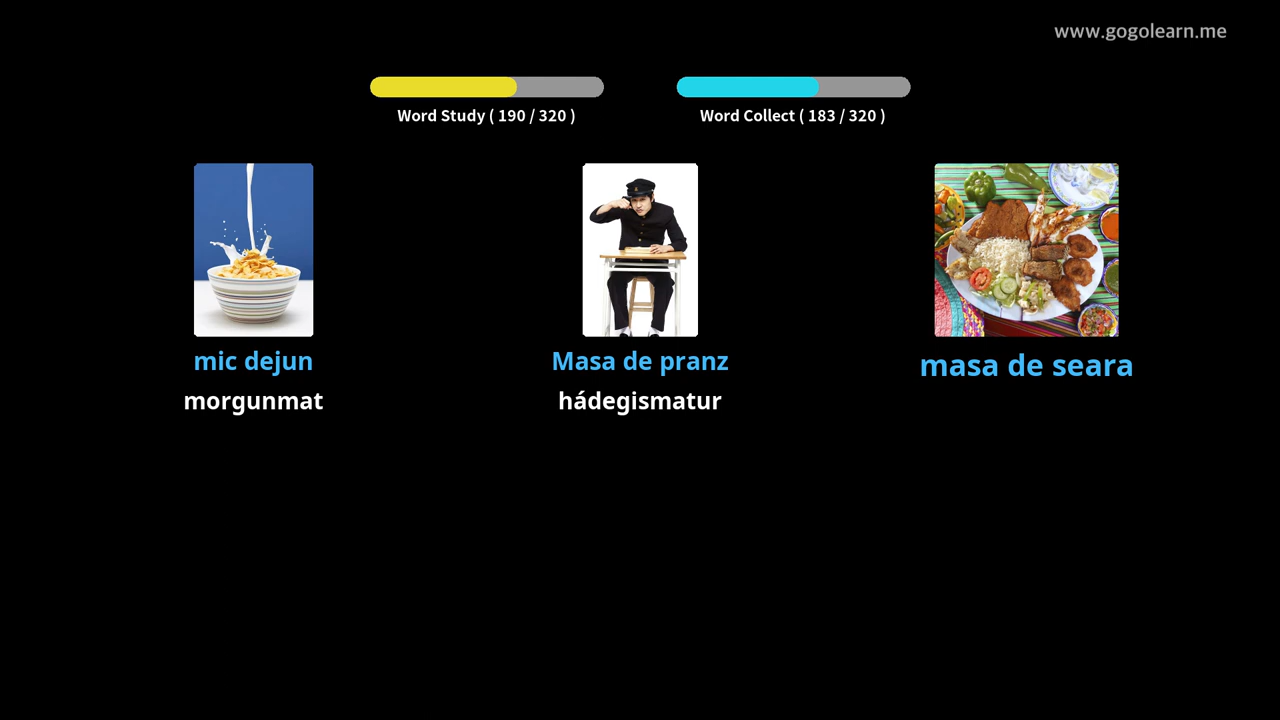 www.gogolearn.me
Word Study ( 190 / 320 )
Word Collect ( 183 / 320 )
mic dejun
morgunmat
Masa de pranz
hádegismatur
masa de seara